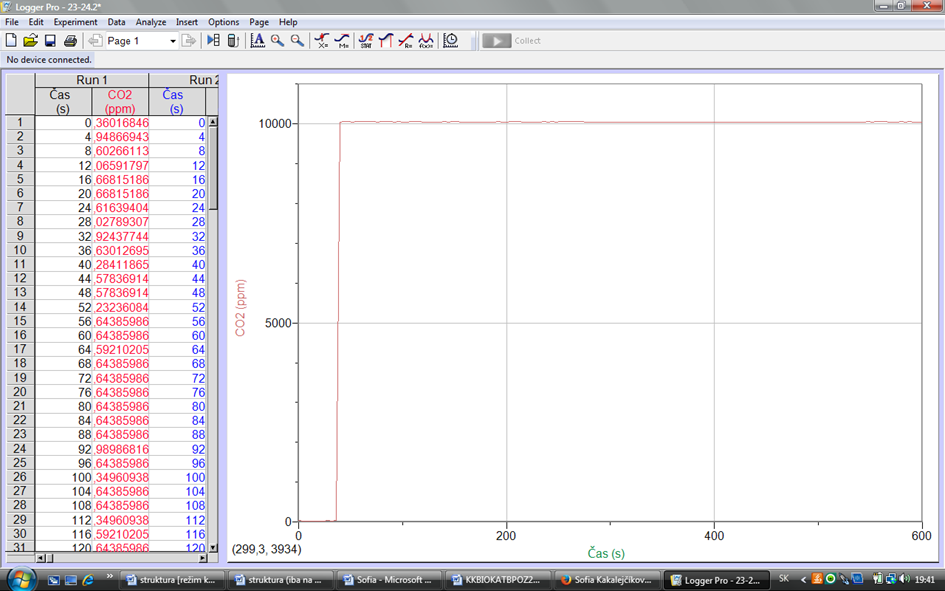 Logger Pro - 23-24.2*
File Edit Experiment Data Analyze Insert Options Page Help
Page 1 Collect
No device connected.
Run 1 Run 2
Čas CO2 Čas
(s) (ppm) (s)
1 0 ,36016846 0
2 4 ,94866943 4
3 8 ,60266113 8
4 12 ,06591797 12
5 16 ,66815186 16
6 20 ,66815186 20
7 24 ,61639404 24
8 28 ,02789307 28
9 32 ,92437744 32
10 36 ,63012695 36
11 40 ,28411865 40
12 44 ,57836914 44
13 48 ,57836914 48
14 52 ,23236084 52
15 56 ,64385986 56
16 60 ,64385986 60
17 64 ,59210205 64
18 68 ,64385986 68
19 72 ,64385986 72
20 76 ,64385986 76
21 80 ,64385986 80
22 84 ,64385986 84
23 88 ,64385986 88
24 92 ,98986816 92
25 96 ,64385986 96
26 100 ,34960938 100
27 104 ,64385986 104
28 108 ,64385986 108
29 112 ,34960938 112
30 116 ,59210205 116
31 120 ,64385986 120
10000
5000
0
CO2 (ppm)
0 200 400 600
(299,3, 3934)
Čas (s)
struktura [režim k... struktura (iba na ... Sofia - Microsoft ... KKBIOKATBPOZ2... Sofia Kakalejčíkov... Logger Pro - 23-2... SK 19:41